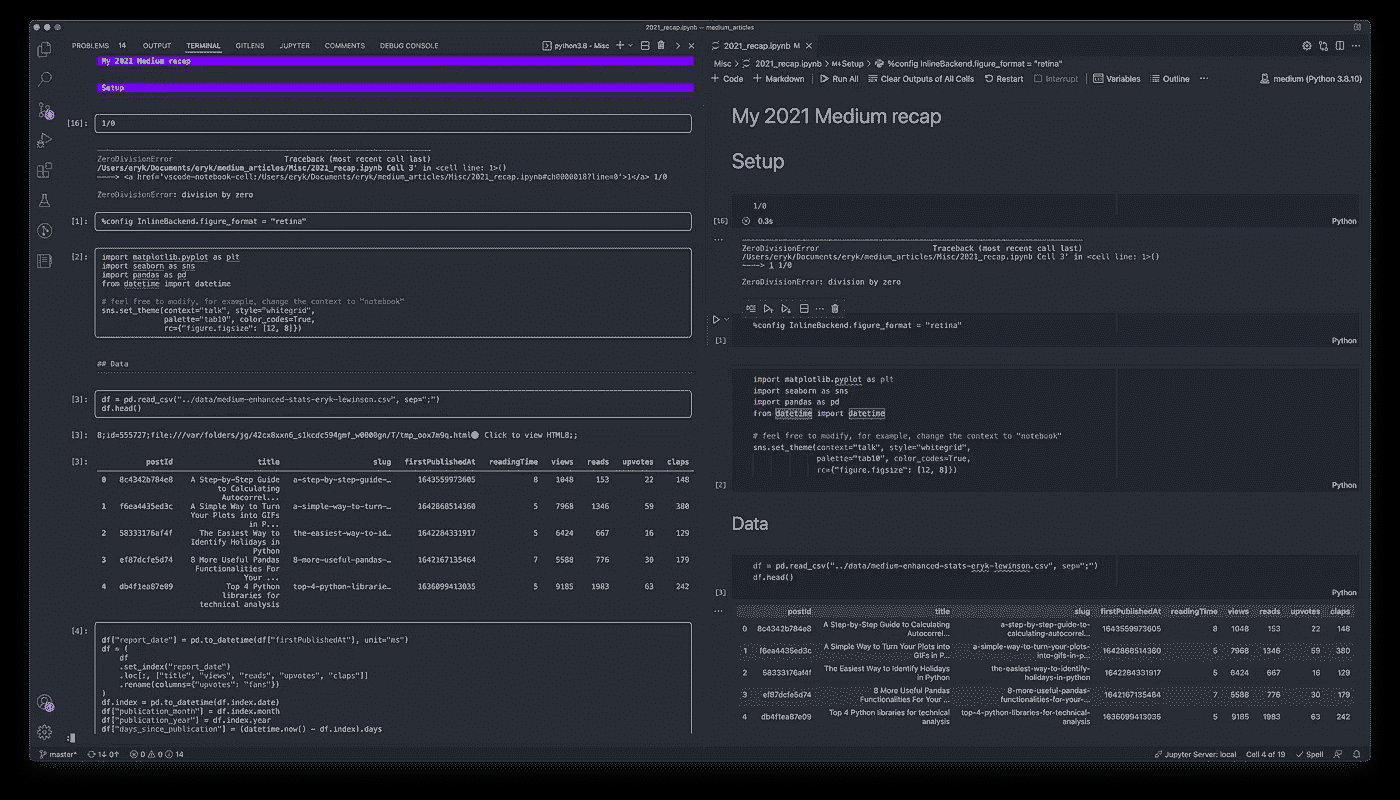 2021_recap.ipynb — medium_articles
PROBLEMS 14 OUTPUT TERMINAL GITLENS JUPYTER COMMENTS DEBUG CONSOLE
python3.8 - Misc
My 2021 Medium recap
Setup
[16]: 1/0
ZeroDivisionError Traceback (most recent call last)
/Users/eryk/Documents/eryk/medium_articles/Misc/2021_recap.ipynb Cell 3' in <cell line: 1>()
----> <a href='vscode-notebook-cell:/Users/eryk/Documents/eryk/medium_articles/Misc/2021_recap.ipynb#ch0000018?line=0'>1</a> 1/0
ZeroDivisionError: division by zero
[1]: %config InlineBackend.figure_format = "retina"
[2]: import matplotlib.pyplot as plt
import seaborn as sns
import pandas as pd
from datetime import datetime
# feel free to modify, for example, change the context to "notebook"
sns.set_theme(context="talk", style="whitegrid",
palette="tab10", color_codes=True,
rc={"figure.figsize": [12, 8]})
## Data
[3]: df = pd.read_csv("../data/medium-enhanced-stats-eryk-lewinson.csv", sep=";")
df.head()
[3]: 8;id=555727;file:///var/folders/jg/42cx8xxn6_s1kcdc594gmf_w0000gn/T/tmp_oox7m9q.html Click to view HTML8;;
[3]: postId title slug firstPublishedAt readingTime views reads upvotes claps
0 8c4342b784e8 A Step-by-Step Guide a-step-by-step-guide-… 1643559973605 8 1048 153 22 148
to Calculating
Autocorrel...
1 f6ea4435ed3c A Simple Way to Turn a-simple-way-to-turn-… 1642868514360 5 7968 1346 59 380
Your Plots into GIFs
in P...
2 58333176af4f The Easiest Way to the-easiest-way-to-id… 1642284331917 5 6424 667 16 129
Identify Holidays in
Python
3 ef87dcfe5d74 8 More Useful Pandas 8-more-useful-pandas-… 1642167135464 7 5588 776 30 179
Functionalities For
Your ...
4 db4f1ea87e09 Top 4 Python top-4-python-librarie… 1636099413035 5 9185 1983 63 242
libraries for
technical analysis
[4]:
df["report_date"] = pd.to_datetime(df["firstPublishedAt"], unit="ms")
df = (
df
.set_index("report_date")
.loc[:, ["title", "views", "reads", "upvotes", "claps"]]
.rename(columns={"upvotes": "fans"})
)
df.index = pd.to_datetime(df.index.date)
df["publication_month"] = df.index.month
df["publication_year"] = df.index.year
df["days_since_publication"] = (datetime.now() - df.index).days
:
2021_recap.ipynb M
Misc > 2021_recap.ipynb > M↓Setup > %config InlineBackend.figure_format = "retina"
+ Code + Markdown Run All Clear Outputs of All Cells Restart Interrupt Variables Outline ··· medium (Python 3.8.10)
My 2021 Medium recap
Setup
1/0
[16] 0.3s Python
ZeroDivisionError Traceback (most recent call last)
/Users/eryk/Documents/eryk/medium_articles/Misc/2021_recap.ipynb Cell 3' in <cell line: 1>()
----> 1 1/0
ZeroDivisionError: division by zero
%config InlineBackend.figure_format = "retina"
[1] Python
import matplotlib.pyplot as plt
import seaborn as sns
import pandas as pd
from datetime import datetime
# feel free to modify, for example, change the context to "notebook"
sns.set_theme(context="talk", style="whitegrid",
palette="tab10", color_codes=True,
rc={"figure.figsize": [12, 8]})
[2] Python
Data
df = pd.read_csv("../data/medium-enhanced-stats-eryk-lewinson.csv", sep=";")
df.head()
[3] Python
postId title slug firstPublishedAt readingTime views reads upvotes claps
0 8c4342b784e8 A Step-by-Step Guide to Calculating a-step-by-step-guide-to- 1643559973605 8 1048 153 22 148
Autocorrel... calculating-autocorrel...
1 f6ea4435ed3c A Simple Way to Turn Your Plots into a-simple-way-to-turn-your-plots- 1642868514360 5 7968 1346 59 380
GIFs in P... into-gifs-in-p...
2 58333176af4f The Easiest Way to Identify Holidays the-easiest-way-to-identify- 1642284331917 5 6424 667 16 129
in Python holidays-in-python
3 ef87dcfe5d74 8 More Useful Pandas 8-more-useful-pandas- 1642167135464 7 5588 776 30 179
Functionalities For Your ... functionalities-for-your-...
4 db4f1ea87e09 Top 4 Python libraries for technical top-4-python-libraries-for-technical- 1636099413035 5 9185 1983 63 242
analysis analysis
master* 14↓ 0↑ 0 0 14 Jupyter Server: local Cell 4 of 19 Spell